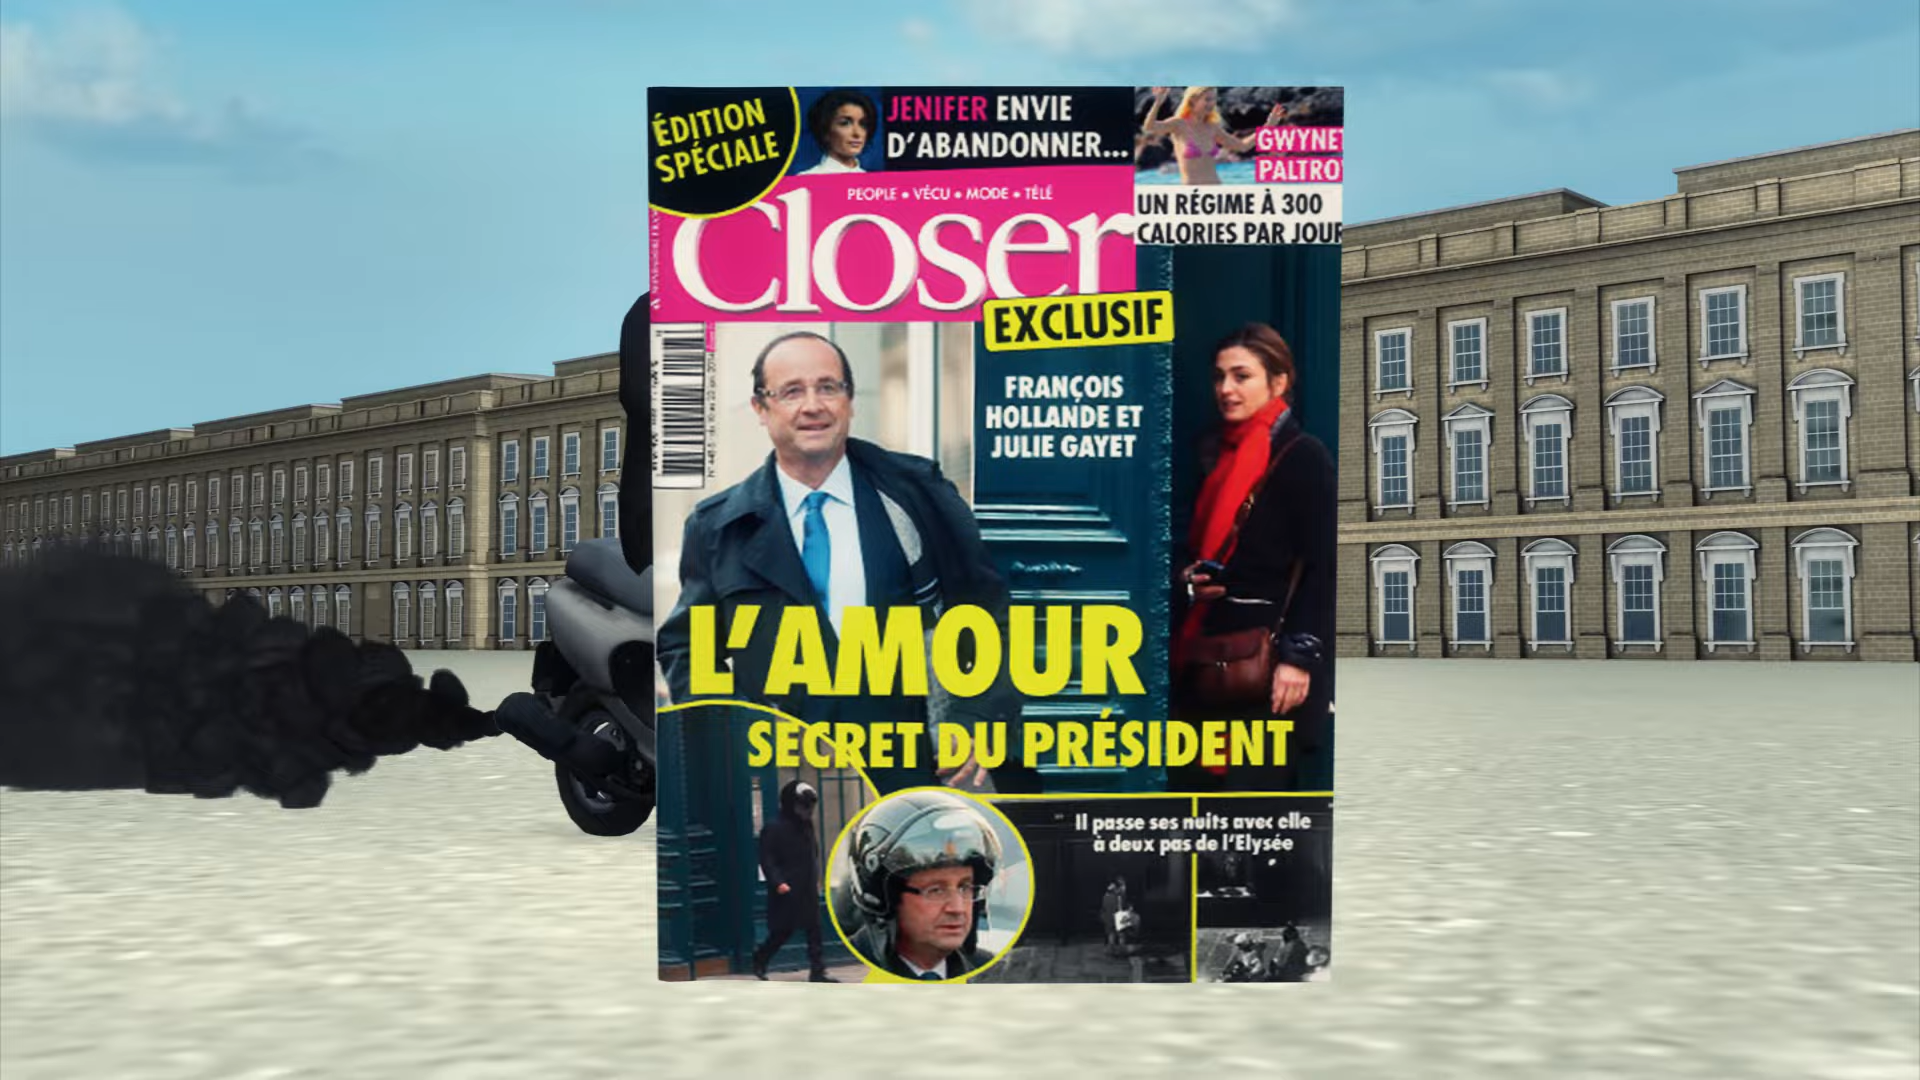 ÉDITION
SPÉCIALE
JENIFER ENVIE
D'ABANDONNER...
GWYNET
PALTRO
UN RÉGIME À 300
CALORIES PAR JOUR
PEOPLE • VÉCU • MODE • TÉLÉ
Closer
EXCLUSIF
FRANÇOIS
HOLLANDE ET
JULIE GAYET
L'AMOUR
SECRET DU PRÉSIDENT
Il passe ses nuits avec elle
à deux pas de l'Elysée